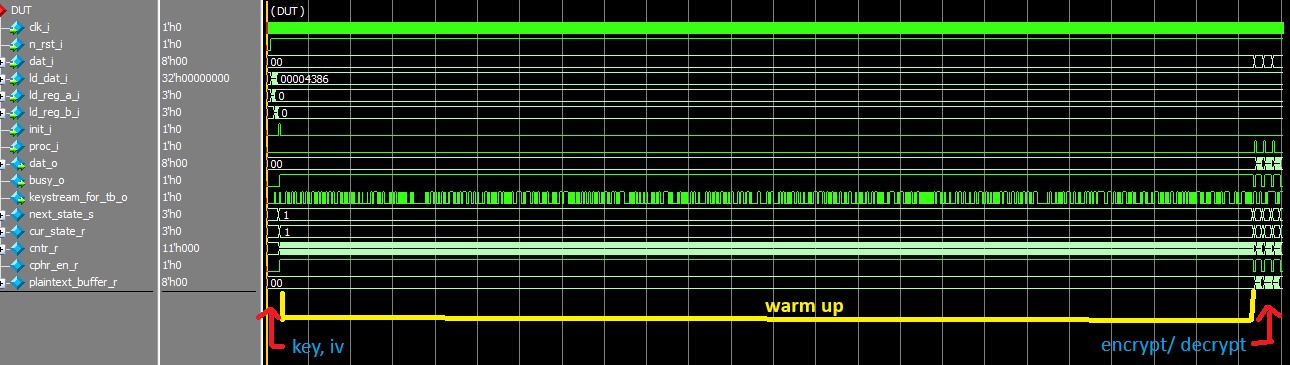 DUT (DUT)
clk_i 1'h0
n_rst_i 1'h0
dat_i 8'h00 00
ld_dat_i 32'h00000000 00004386
ld_reg_a_i 3'h0 0
ld_reg_b_i 3'h0 0
init_i 1'h0
proc_i 1'h0
dat_o 8'h00 00
busy_o 1'h0
keystream_for_tb_o 1'h0
next_state_s 3'h0 1
cur_state_r 3'h0 1
cntr_r 11'h000
cphr_en_r 1'h0
plaintext_buffer_r 8'h00 00
warm up
key, iv encrypt/ decrypt